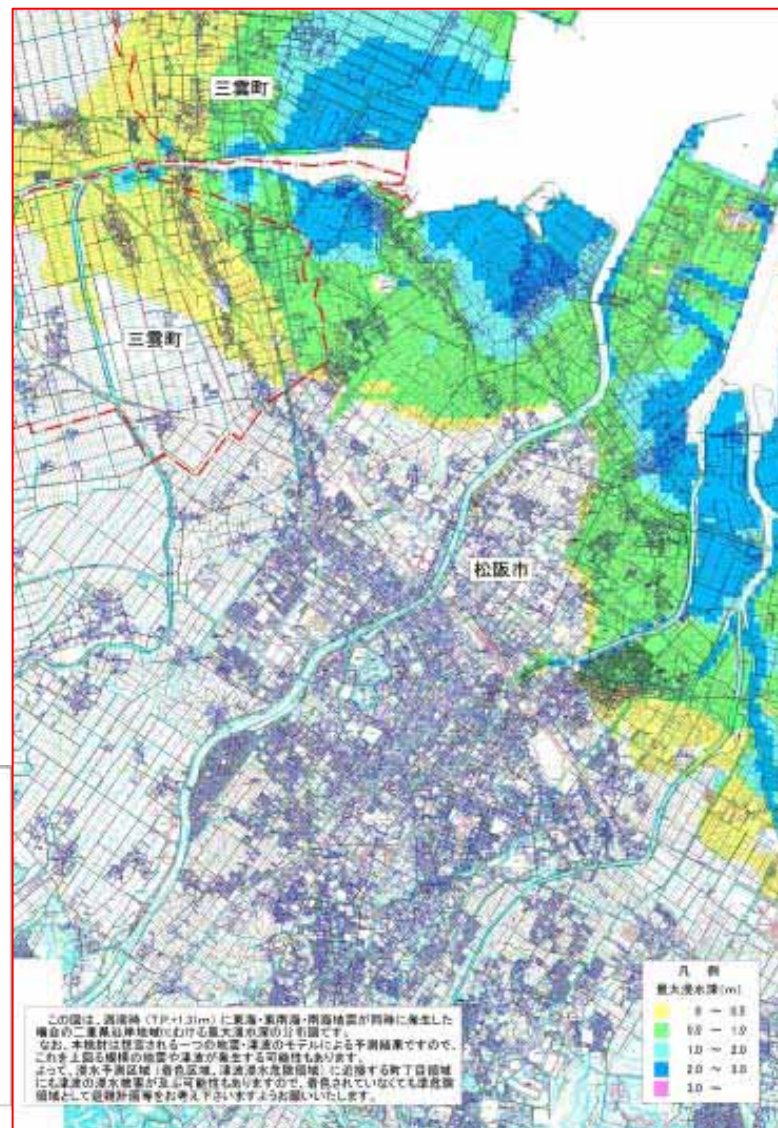 三雲町
三雲町
松阪市
この図は、満潮時（T.P.+1.31m）に東海・東南海・南海地震が同時に発生した
場合の三重県沿岸地域における最大浸水深の分布図です。
なお、本検討は想定される一つの地震・津波のモデルによる予測結果ですので、
これを上回る規模の地震や津波が発生する可能性もあります。
よって、浸水予測区域（着色区域、津波浸水危険領域）に近接する町丁目領域
にも津波の浸水被害が及ぶ可能性もありますので、着色されていなくても準危険
領域として避難計画等をお考え下さいますようお願いいたします。
凡 例
最大浸水深(m)
0 ～ 0.5
0.5 ～ 1.0
1.0 ～ 2.0
2.0 ～ 3.0
3.0 ～